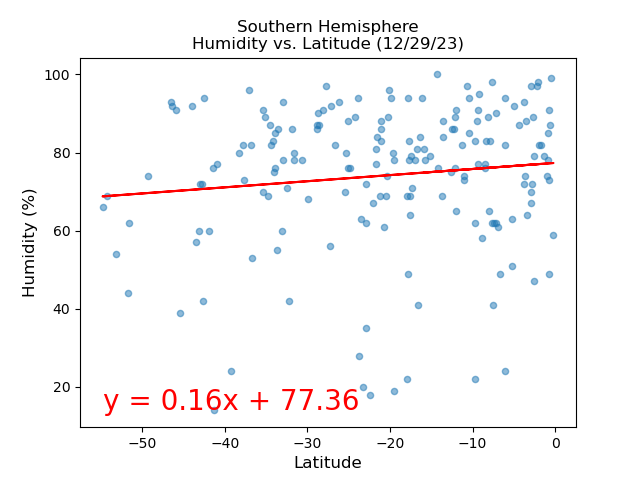 Southern Hemisphere
Humidity vs. Latitude (12/29/23)
Humidity (%)
100
80
60
40
20
y = 0.16x + 77.36
−50
−40
−30
−20
−10
0
Latitude